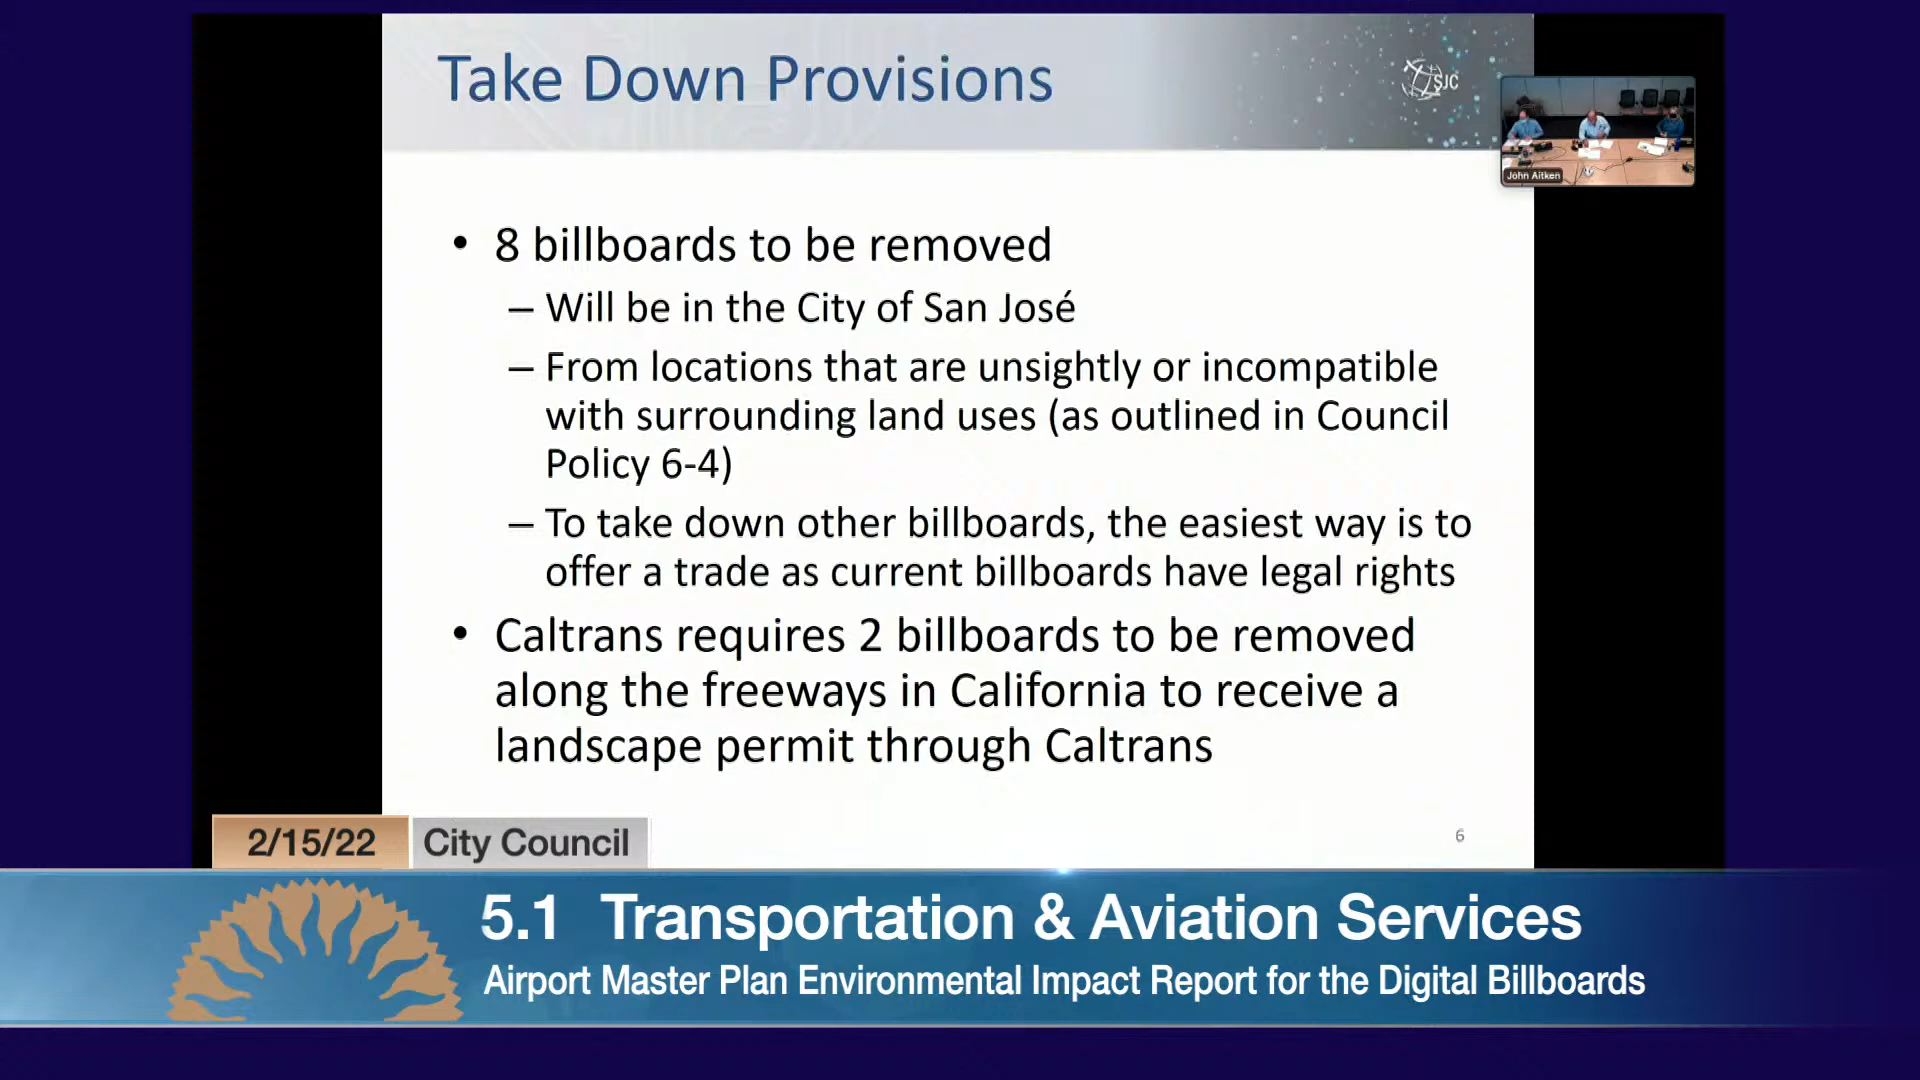 Take Down Provisions
SJC
John Aitken
• 8 billboards to be removed
– Will be in the City of San José
– From locations that are unsightly or incompatible
with surrounding land uses (as outlined in Council
Policy 6-4)
– To take down other billboards, the easiest way is to
offer a trade as current billboards have legal rights
• Caltrans requires 2 billboards to be removed
along the freeways in California to receive a
landscape permit through Caltrans
6
2/15/22 City Council
5.1 Transportation & Aviation Services
Airport Master Plan Environmental Impact Report for the Digital Billboards